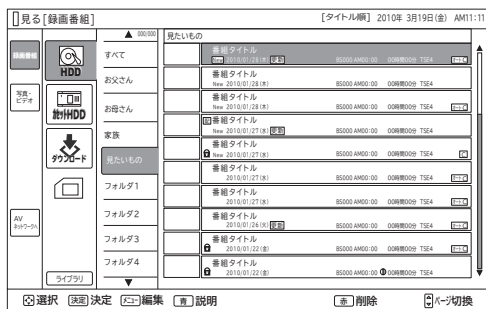 見る[録画番組]
[タイトル順] 2010年 3月19日(金) AM11:11
000/000
見たいもの
録画番組
写真・ビデオ
AVネットワークへ
HDD
カセットHDD
ダウンロード
ライブラリ
すべて
お父さん
お母さん
家族
見たいもの
フォルダ1
フォルダ2
フォルダ3
フォルダ4
番組タイトル
New 2010/01/28(木) 更新 BS000 AM00:00 00時間00分 TSE4
番組タイトル
New 2010/01/28(木) BS000 AM00:00 00時間00分 TSE4
番組タイトル
New 2010/01/28(木) BS000 AM00:00 00時間00分 TSE4
番組タイトル
New 2010/01/27(水) 更新 BS000 AM00:00 00時間00分 TSE4
番組タイトル
New 2010/01/27(水) BS000 AM00:00 00時間00分 TSE4
番組タイトル
2010/01/27(水) BS000 AM00:00 00時間00分 TSE4
番組タイトル
2010/01/27(水) BS000 AM00:00 00時間00分 TSE4
番組タイトル
2010/01/26(火) 更新 BS000 AM00:00 00時間00分 TSE4
番組タイトル
2010/01/22(金) BS000 AM00:00 00時間00分 TSE4
番組タイトル
2010/01/22(金) BS000 AM00:00 00時間00分 TSE4
選択 決定 決定 メニュー 編集 青 説明 赤 削除 ページ切換